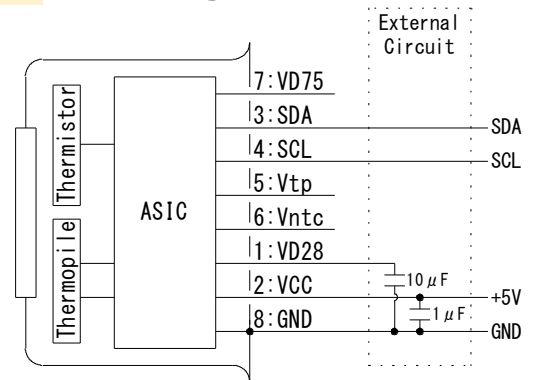 External
Circuit
Thermistor
Thermopile
ASIC
7:VD75
3:SDA
4:SCL
5:Vtp
6:Vntc
1:VD28
2:VCC
8:GND
10μF
1μF
SDA
SCL
+5V
GND